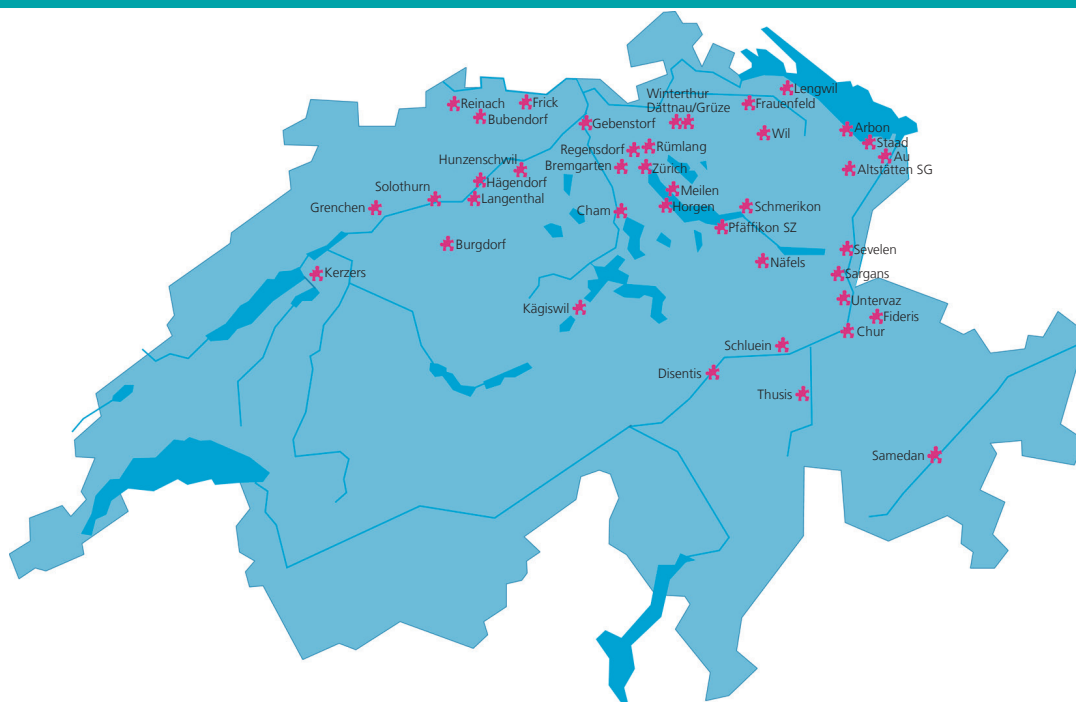 Lengwil
Winterthur
Dättnau/Grüze
Reinach
Frick
Frauenfeld
Bubendorf
Gebenstorf
Arbon
Wil
Staad
Rümlang
Regensdorf
Au
Hunzenschwil
Bremgarten
Zürich
Altstätten SG
Hägendorf
Solothurn
Meilen
Langenthal
Grenchen
Cham
Horgen
Schmerikon
Pfäffikon SZ
Burgdorf
Sevelen
Näfels
Kerzers
Sargans
Untervaz
Kägiswil
Fideris
Chur
Schluein
Disentis
Thusis
Samedan